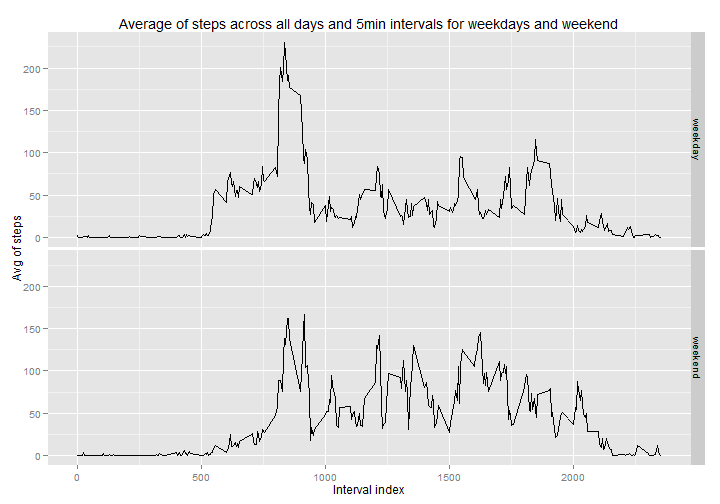 Average of steps across all days and 5min intervals for weekdays and weekend
200
150
100
50
0
weekday
Avg of steps
200
150
100
50
0
weekend
0 500 1000 1500 2000
Interval index